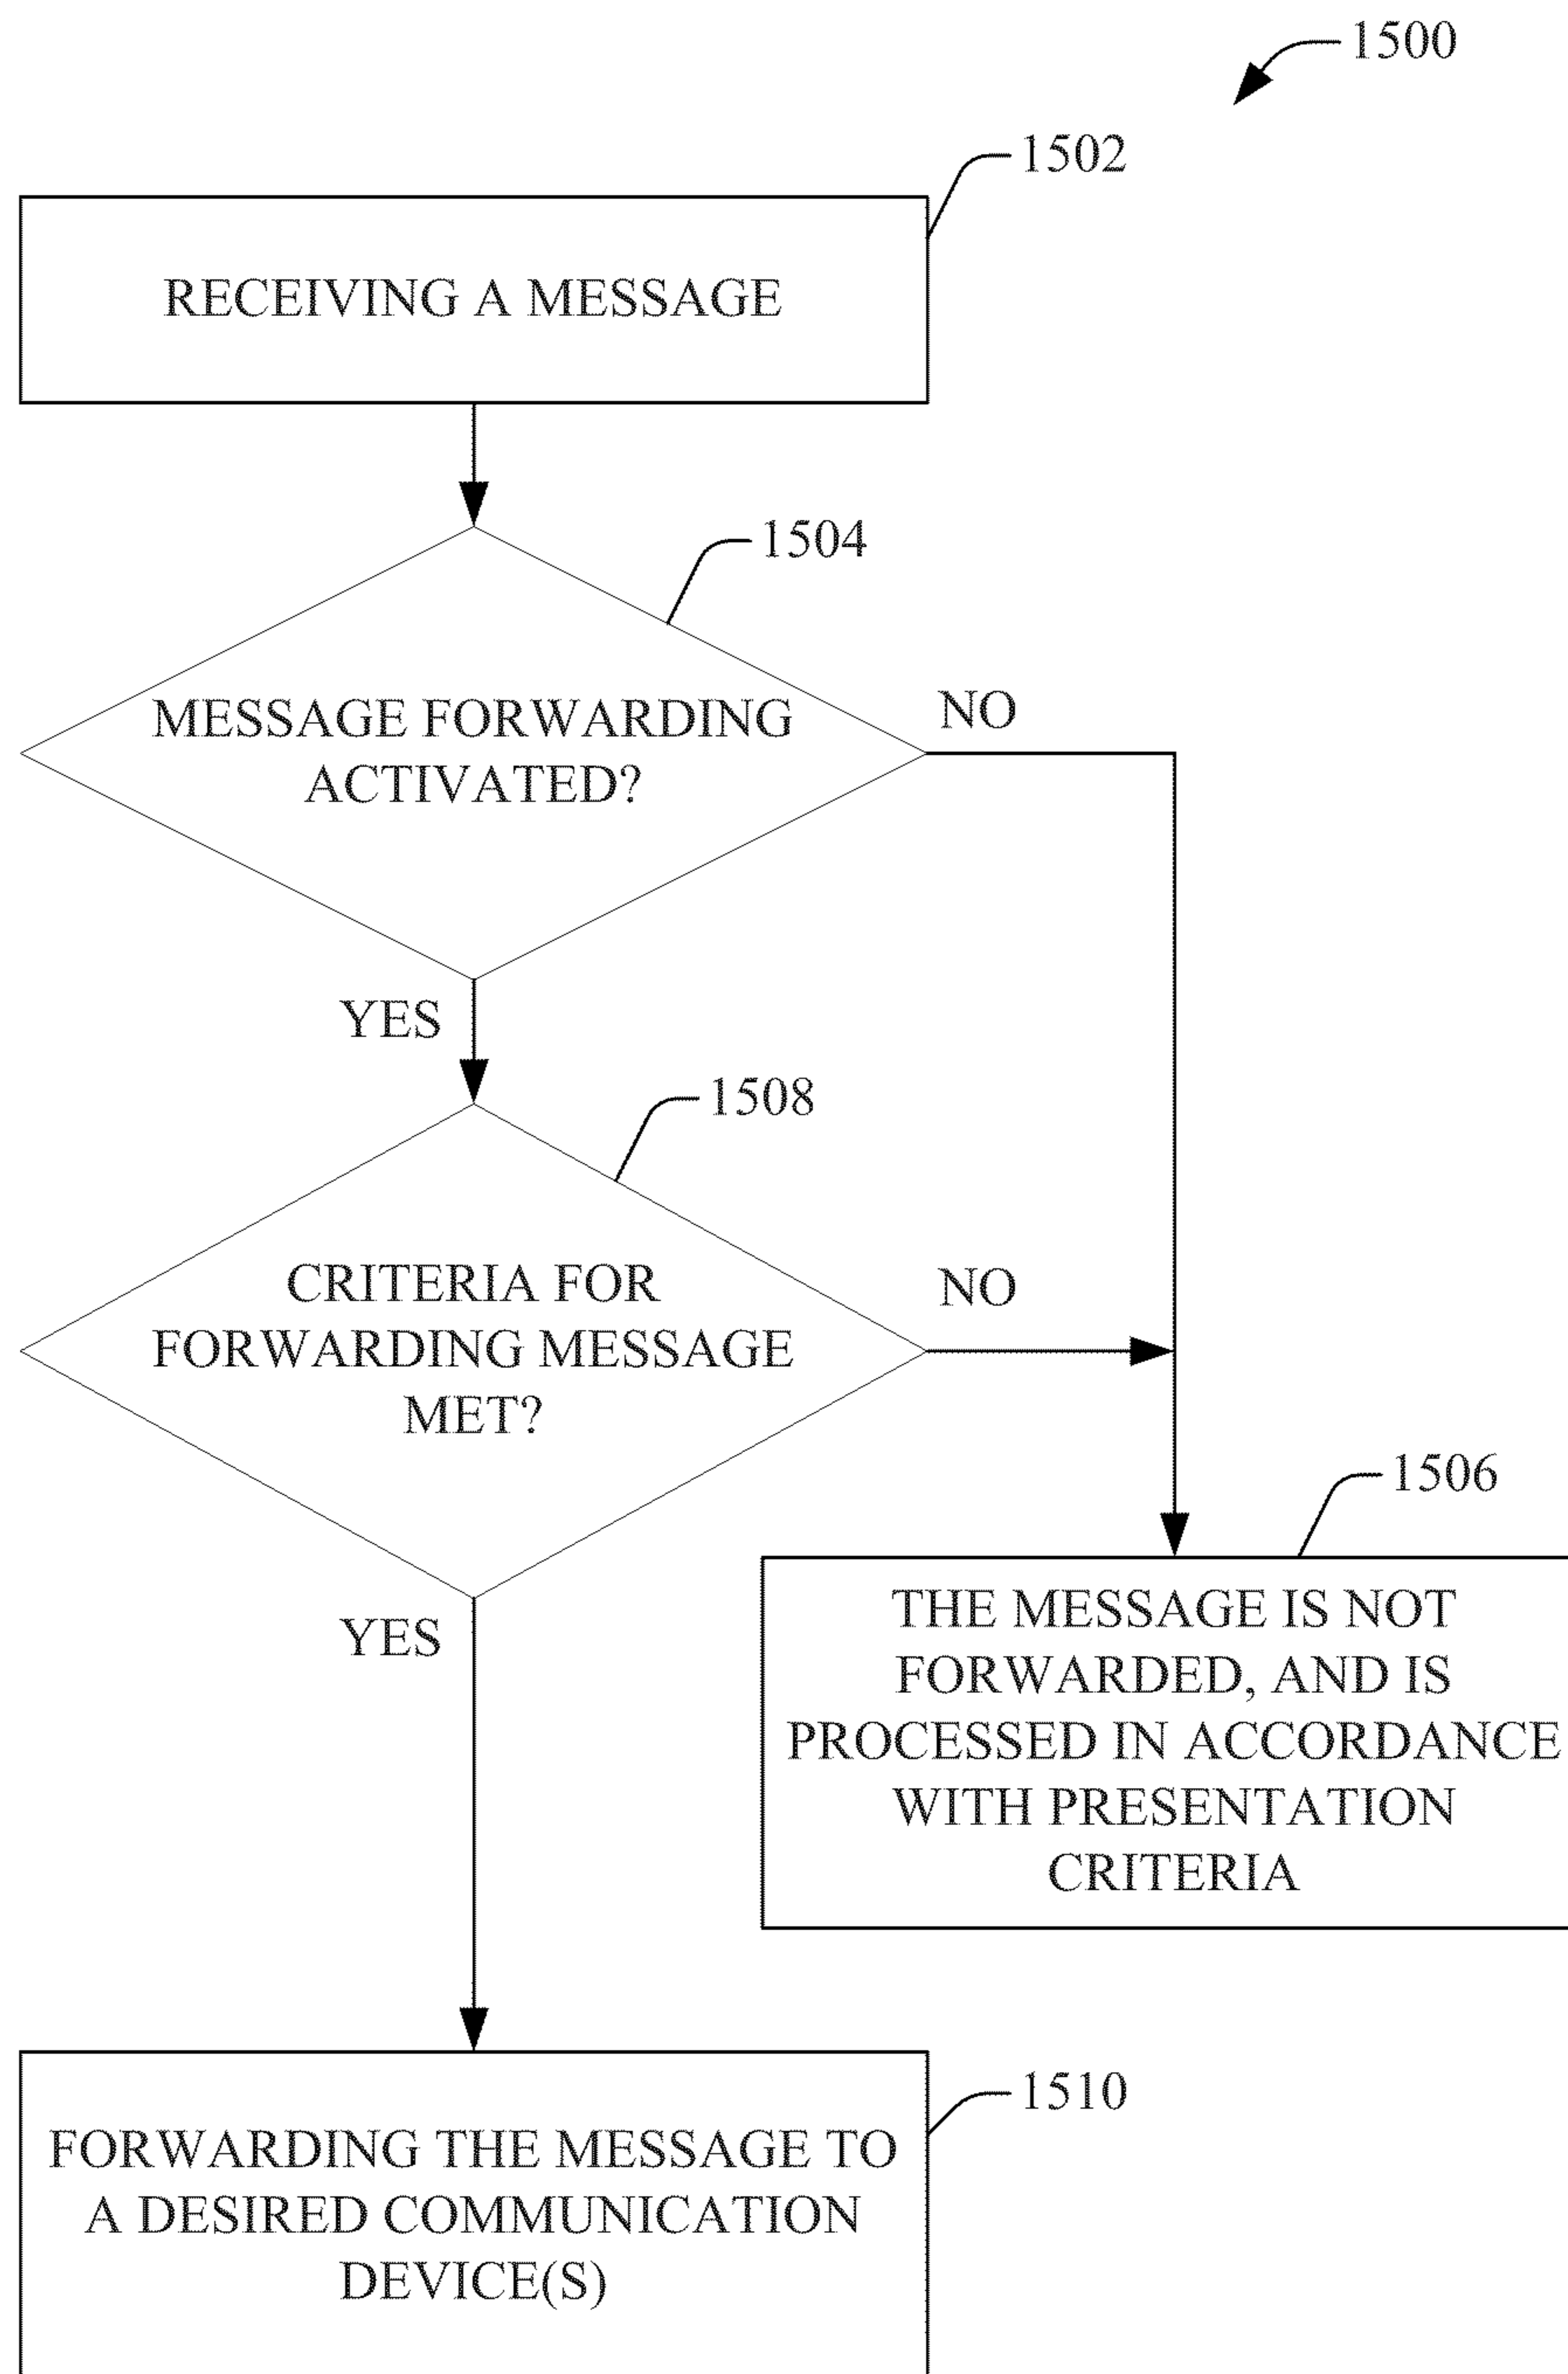 1500
1502
RECEIVING A MESSAGE
1504
MESSAGE FORWARDING
ACTIVATED?
NO
YES
1508
CRITERIA FOR
FORWARDING MESSAGE
MET?
NO
YES
1506
THE MESSAGE IS NOT
FORWARDED, AND IS
PROCESSED IN ACCORDANCE
WITH PRESENTATION
CRITERIA
1510
FORWARDING THE MESSAGE TO
A DESIRED COMMUNICATION
DEVICE(S)